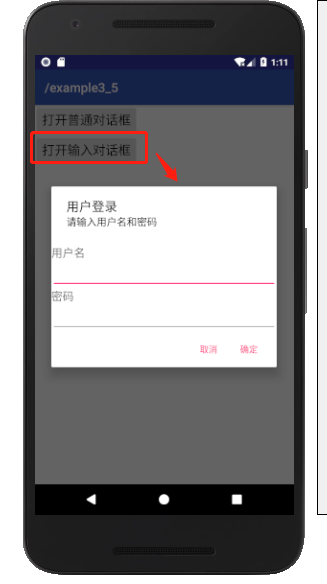 1:11
/example3_5
打开普通对话框
打开输入对话框
用户登录
请输入用户名和密码
用户名
密码
取消 确定